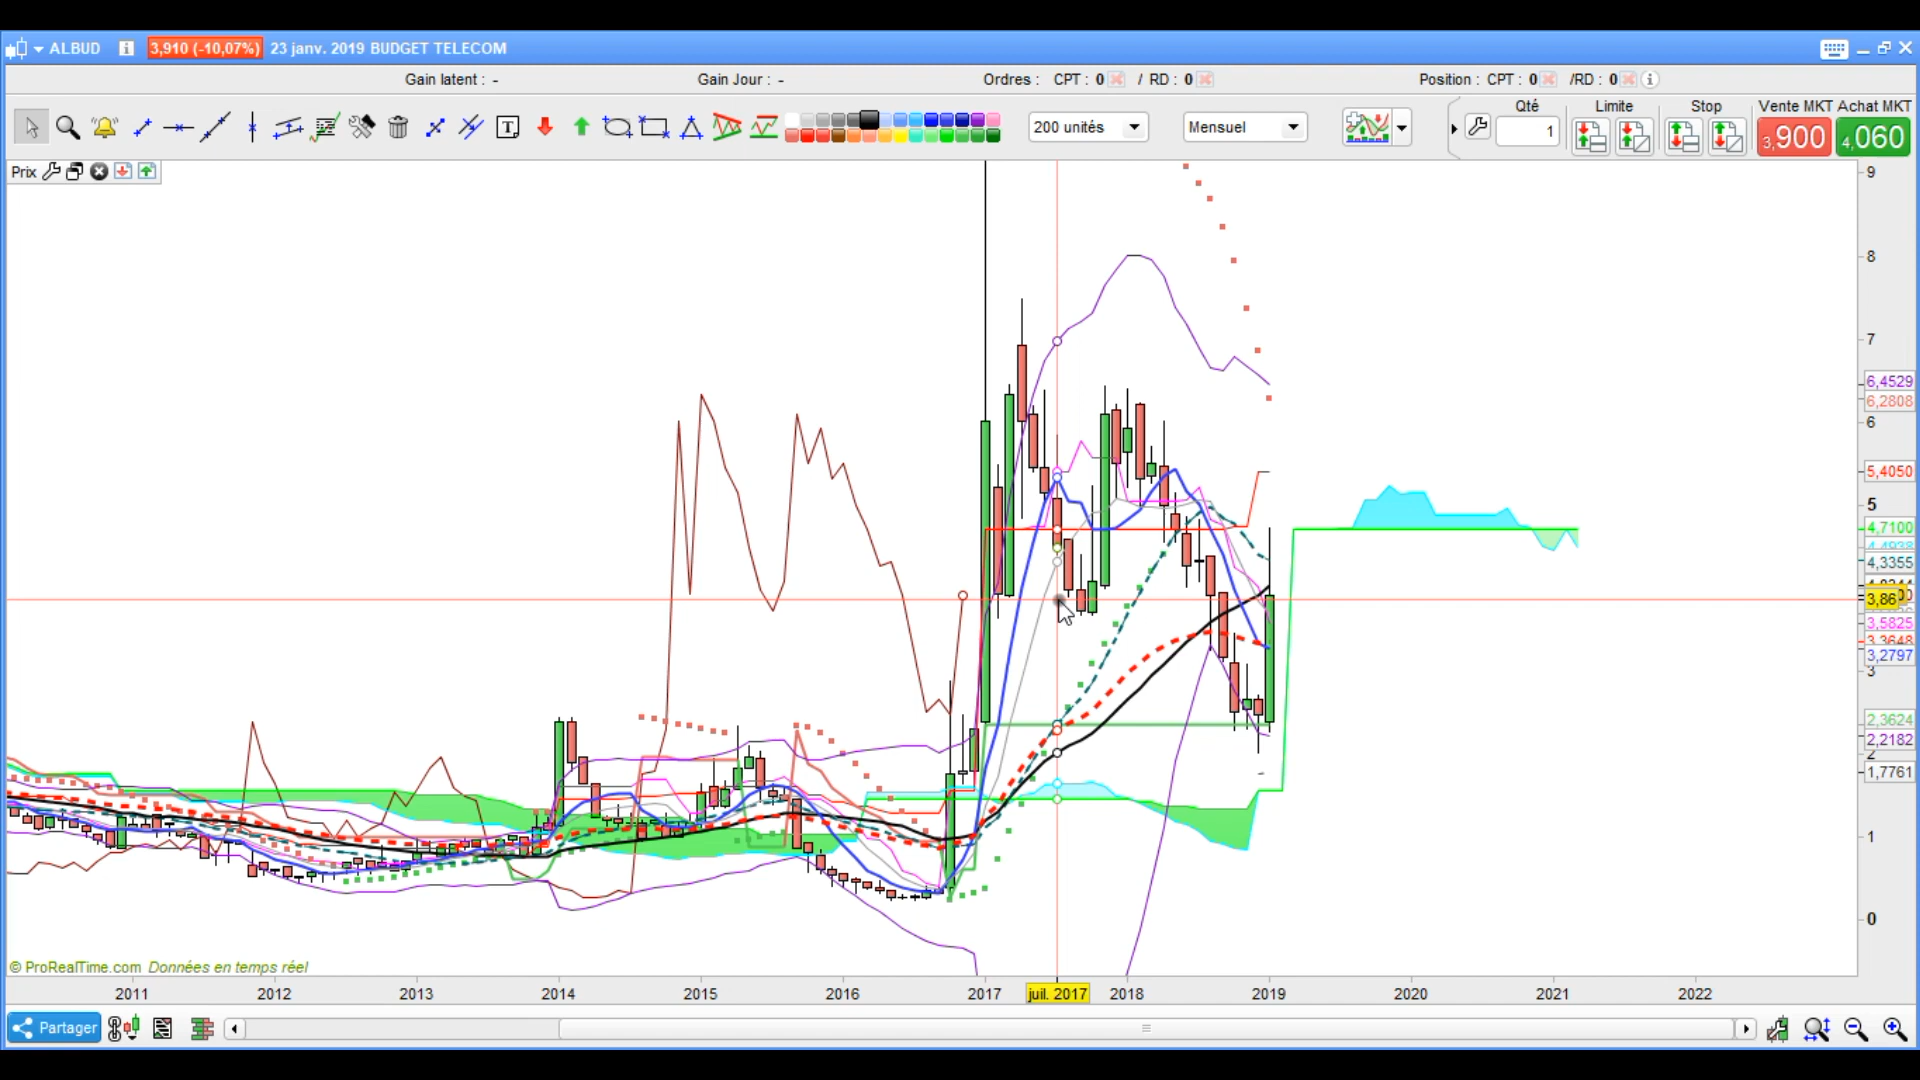 ALBUD 3,910 (-10,07%) 23 janv. 2019 BUDGET TELECOM
Gain latent : - Gain Jour : - Ordres : CPT : 0 / RD : 0 Position : CPT : 0 /RD : 0
Qté Limite Stop Vente MKT Achat MKT
200 unités Mensuel 1 3,900 4,060
Prix
9
8
7
6,4529
6,2808
6
5,4050
5
4,7100
4,3355
3,86
3,5825
3,3648
3,2797
3
2,3624
2,2182
2
1,7761
1
0
© ProRealTime.com Données en temps réel
2011 2012 2013 2014 2015 2016 2017 juil. 2017 2018 2019 2020 2021 2022
Partager